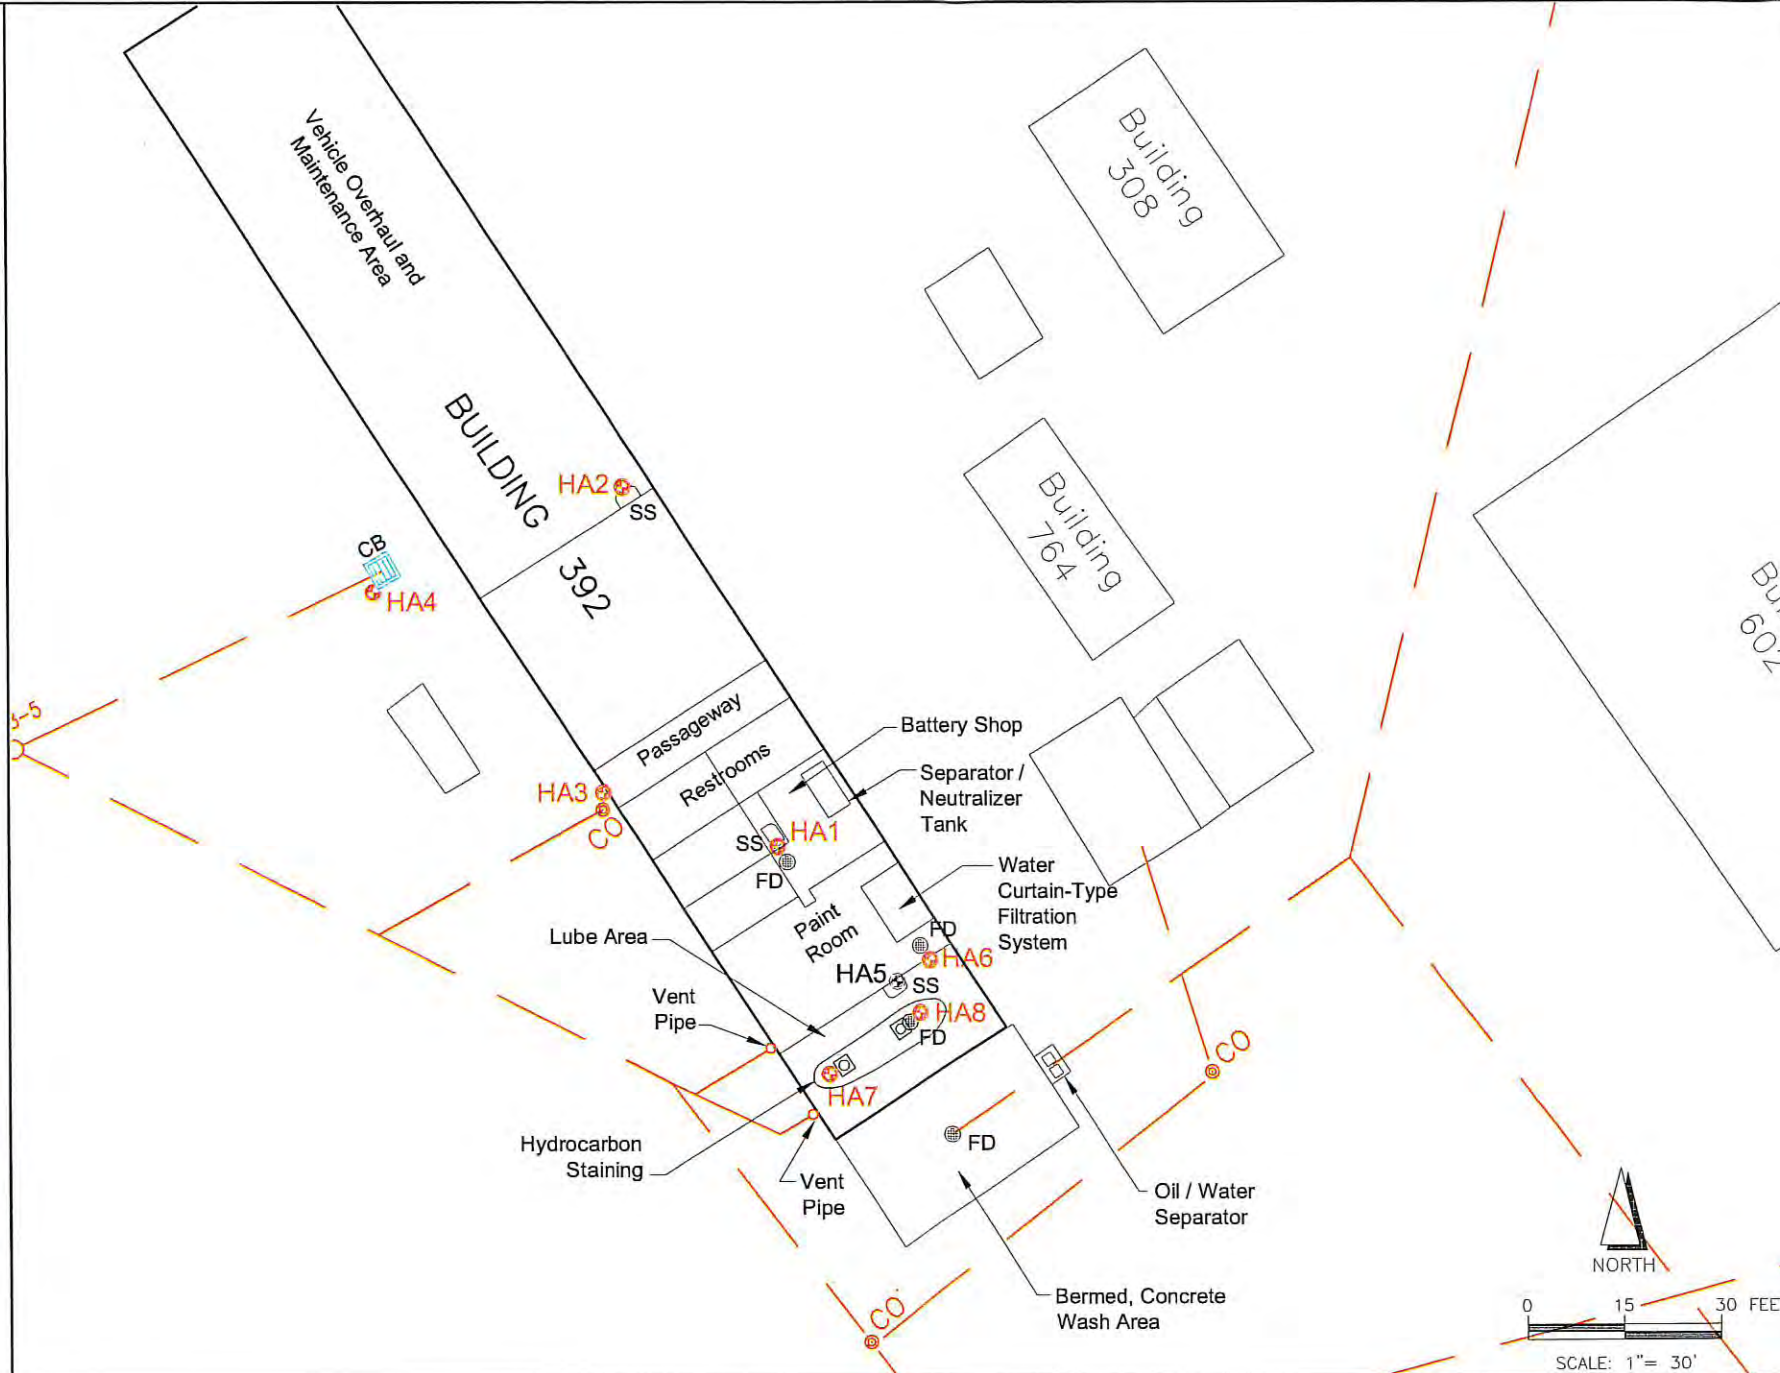 Vehicle Overhaul and
Maintenance Area
Building
308
BUILDING
392
HA2
SS
CB
HA4
Building
764
602
Passageway
Restrooms
Battery Shop
Separator /
Neutralizer
Tank
HA3
CO
SS
HA1
FD
Water
Curtain-Type
Filtration
System
Paint
Room
FD
HA6
Lube Area
HA5
SS
Vent
Pipe
HA8
FD
CO
HA7
Hydrocarbon
Staining
FD
Vent
Pipe
Oil / Water
Separator
Bermed, Concrete
Wash Area
CO
NORTH
0 15 30 FEE
SCALE: 1"= 30'